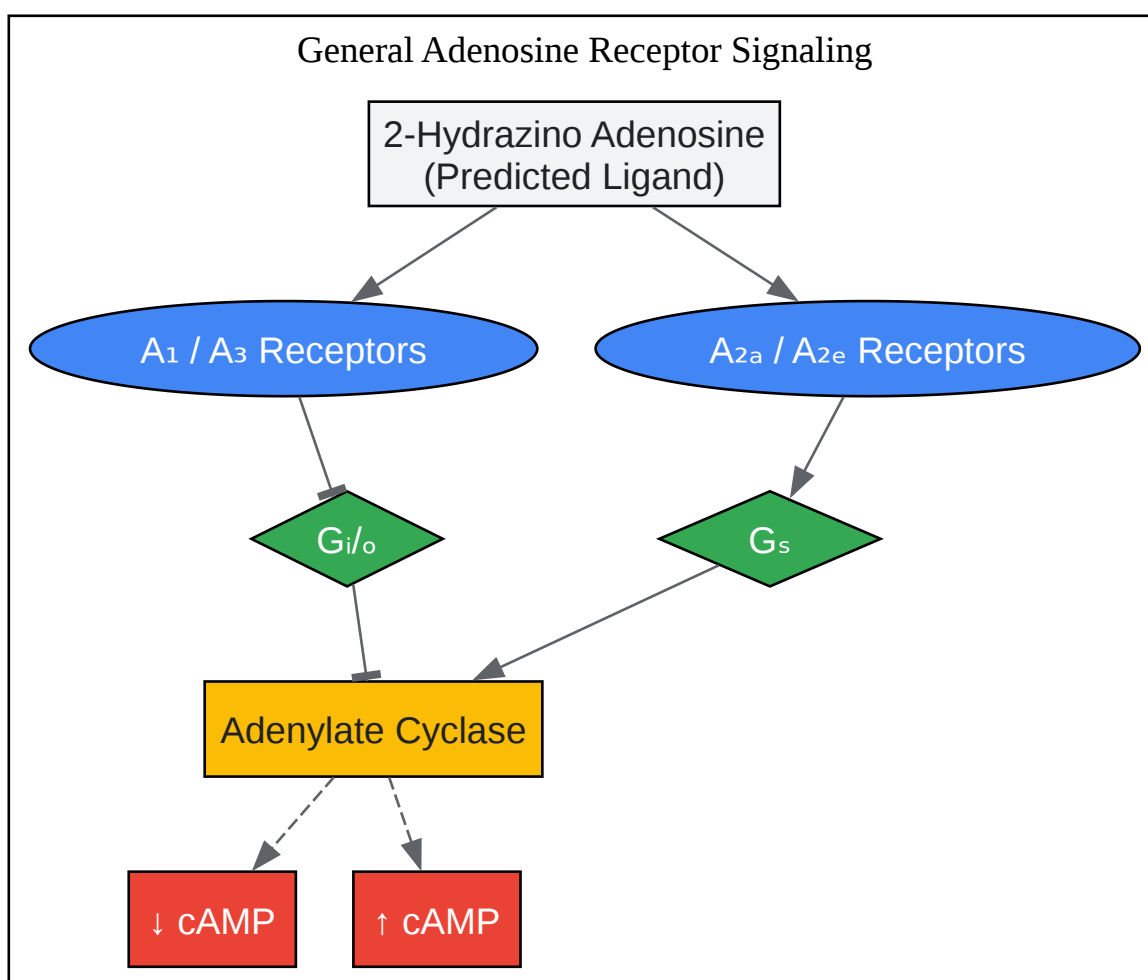 General Adenosine Receptor Signaling
2-Hydrazino Adenosine
(Predicted Ligand)
A₁ / A₃ Receptors
A₂ₐ / A₂ₑ Receptors
Gᵢ/ₒ
Gₛ
Adenylate Cyclase
↓ cAMP
↑ cAMP